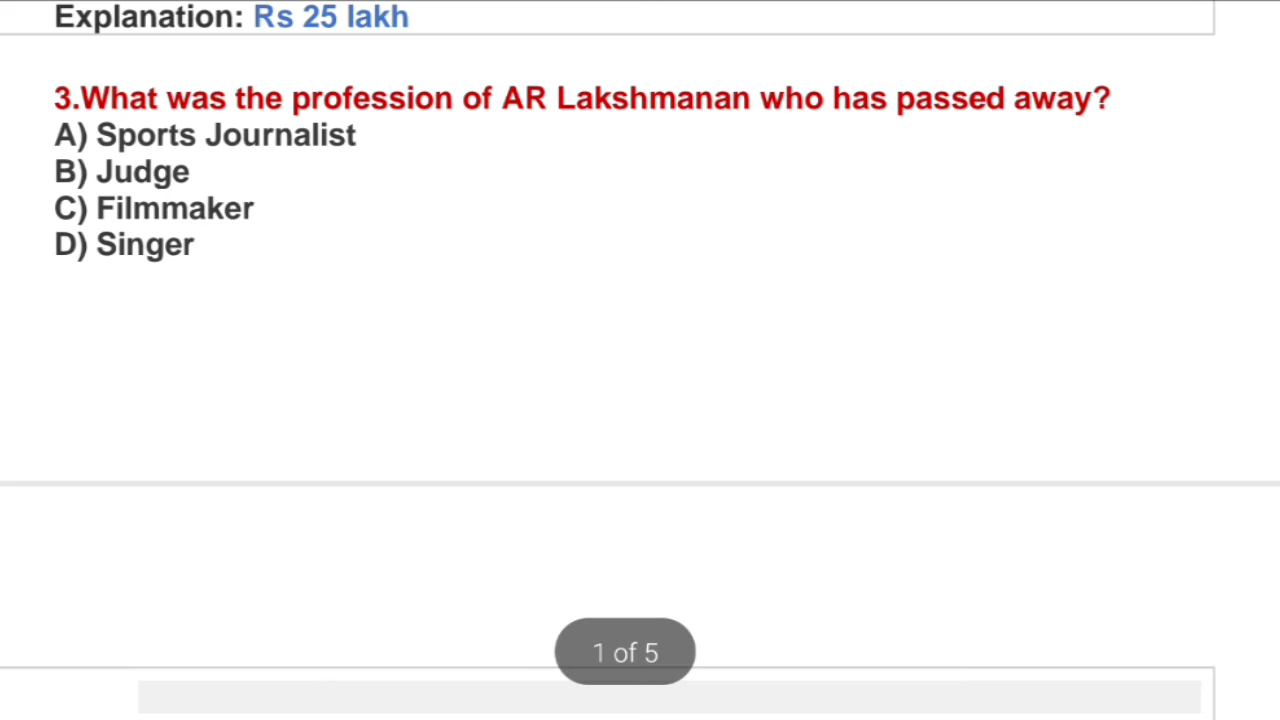 Explanation: Rs 25 lakh
3.What was the profession of AR Lakshmanan who has passed away?
A) Sports Journalist
B) Judge
C) Filmmaker
D) Singer
1 of 5